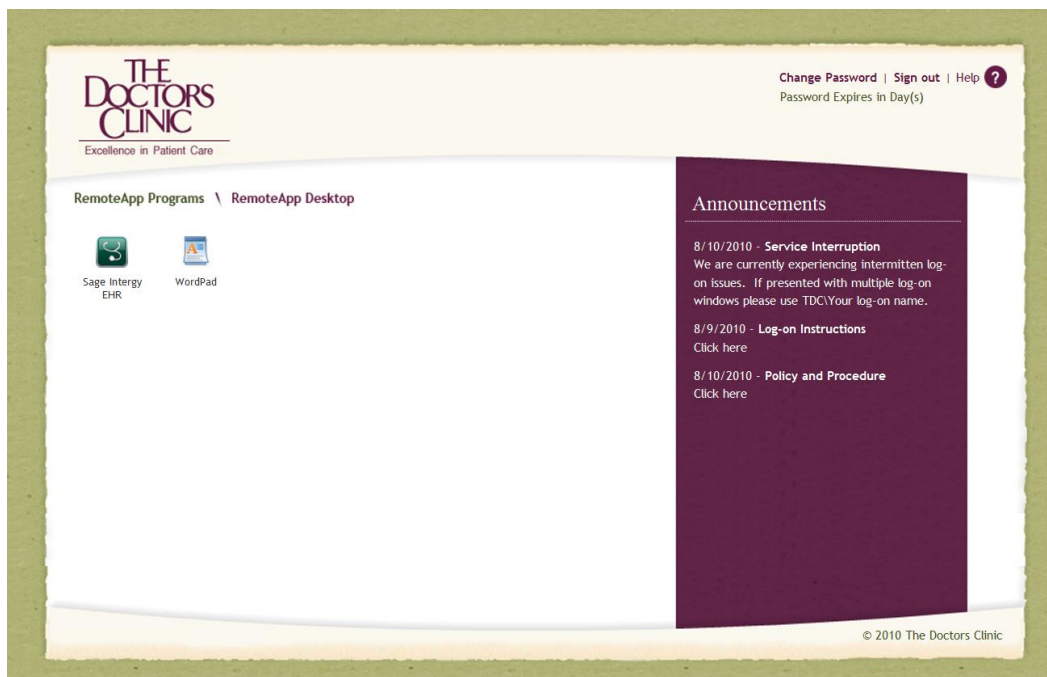 THE
DOCTORS
CLINIC
Excellence in Patient Care
Change Password | Sign out | Help ?
Password Expires in Day(s)
RemoteApp Programs \ RemoteApp Desktop
Sage Intergy
EHR
WordPad
Announcements
8/10/2010 - Service Interruption
We are currently experiencing intermitten log-
on issues.  If presented with multiple log-on
windows please use TDC\Your log-on name.
8/9/2010 - Log-on Instructions
Click here
8/10/2010 - Policy and Procedure
Click here
© 2010 The Doctors Clinic